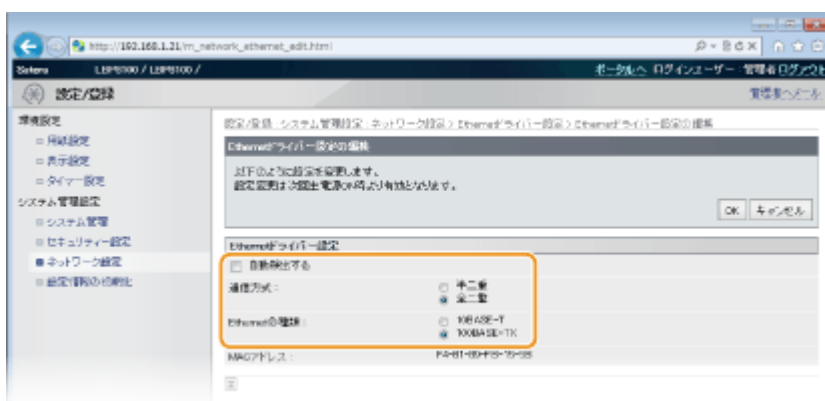 http://192.168.1.21/m_network_ethernet_edit.html
Satera LBP8100 / LBP8100 / ポータルへ ログインユーザー: 管理者 ログアウト
設定/登録 管理者へメール
環境設定
用紙設定
表示設定
タイマー設定
システム管理設定
システム管理
セキュリティー設定
ネットワーク設定
設定情報の初期化
設定/登録 : システム管理設定 : ネットワーク設定 > Ethernetドライバー設定 > Ethernetドライバー設定の編集
Ethernetドライバー設定の編集
以下のように設定を変更します。
設定変更は次回主電源ON時より有効となります。
OK キャンセル
Ethernetドライバー設定
自動検出する
通信方式 : 半二重
全二重
Ethernetの種類 : 10BASE-T
100BASE-TX
MACアドレス :